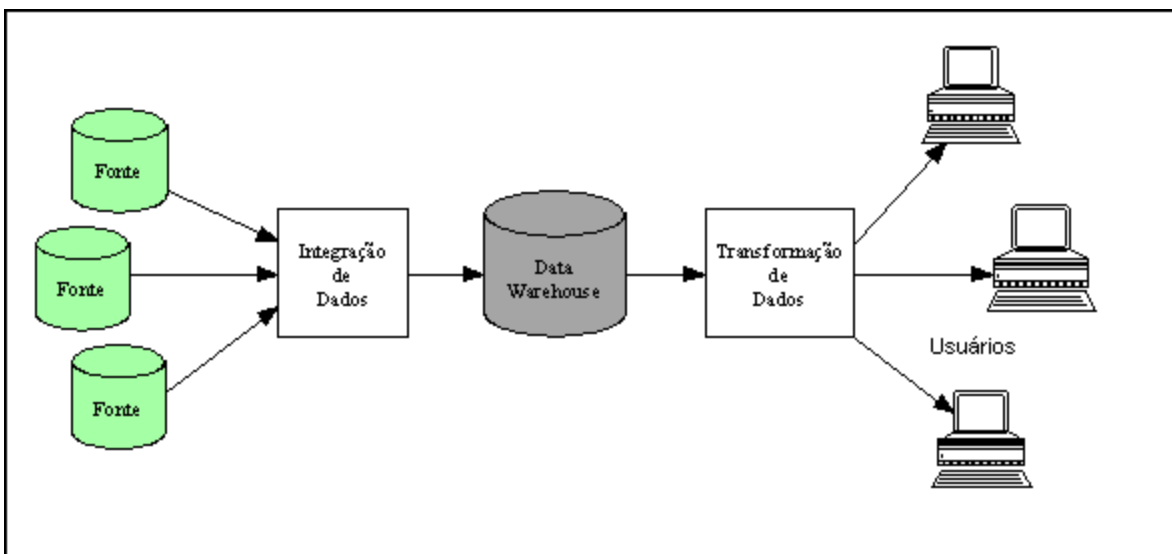 Fonte
Fonte
Fonte
Integração
de
Dados
Data
Warehouse
Transformação
de
Dados
Usuários